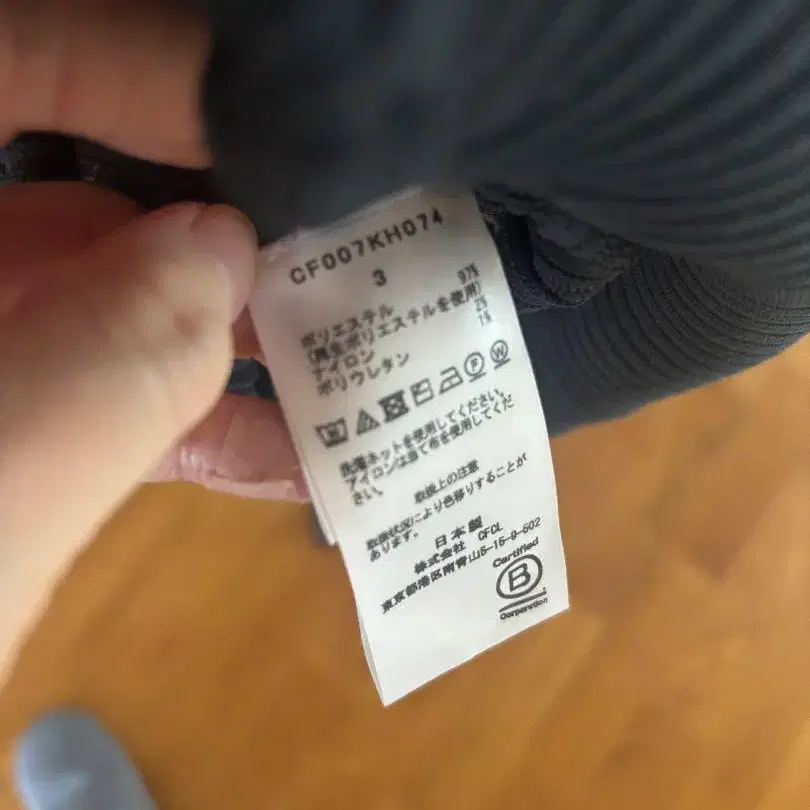 CF007KH074
3
ポリエステル 97%
(再生ポリエステルを使用)
ナイロン 2%
ポリウレタン 1%
F W
洗濯ネットを使用してください。
アイロンは当て布を使用してくだ
さい。
取扱上の注意
取扱状況により色移りすることが
あります。
日本製
株式会社 CFCL
東京都港区南青山5-15-9-502
Certified
B
Corporation